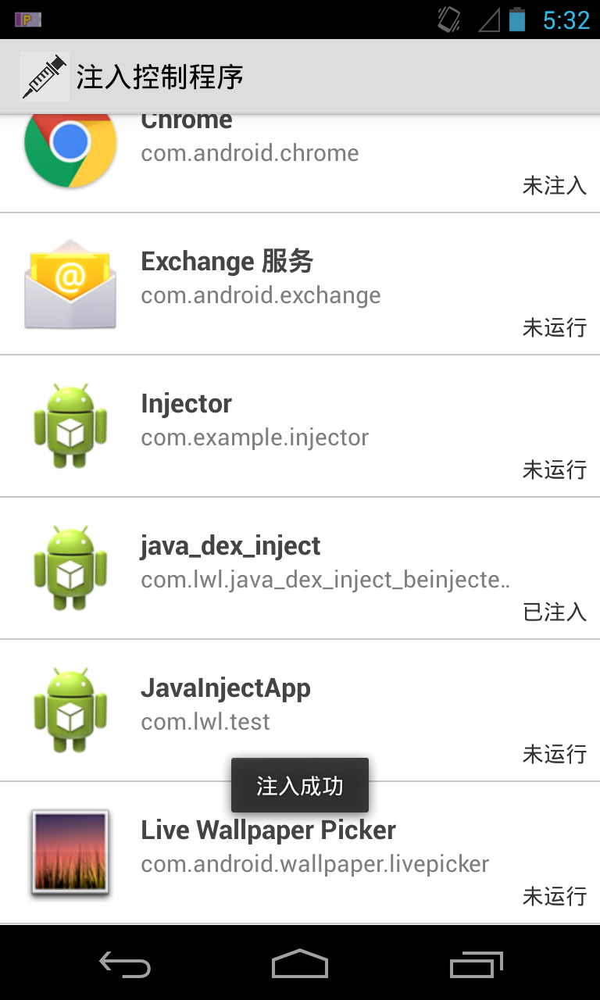 P
5:32
注入控制程序
Chrome
com.android.chrome
未注入
Exchange 服务
com.android.exchange
未运行
Injector
com.example.injector
未运行
java_dex_inject
com.lwl.java_dex_inject_beinjecte..
已注入
JavaInjectApp
com.lwl.test
未运行
注入成功
Live Wallpaper Picker
com.android.wallpaper.livepicker
未运行